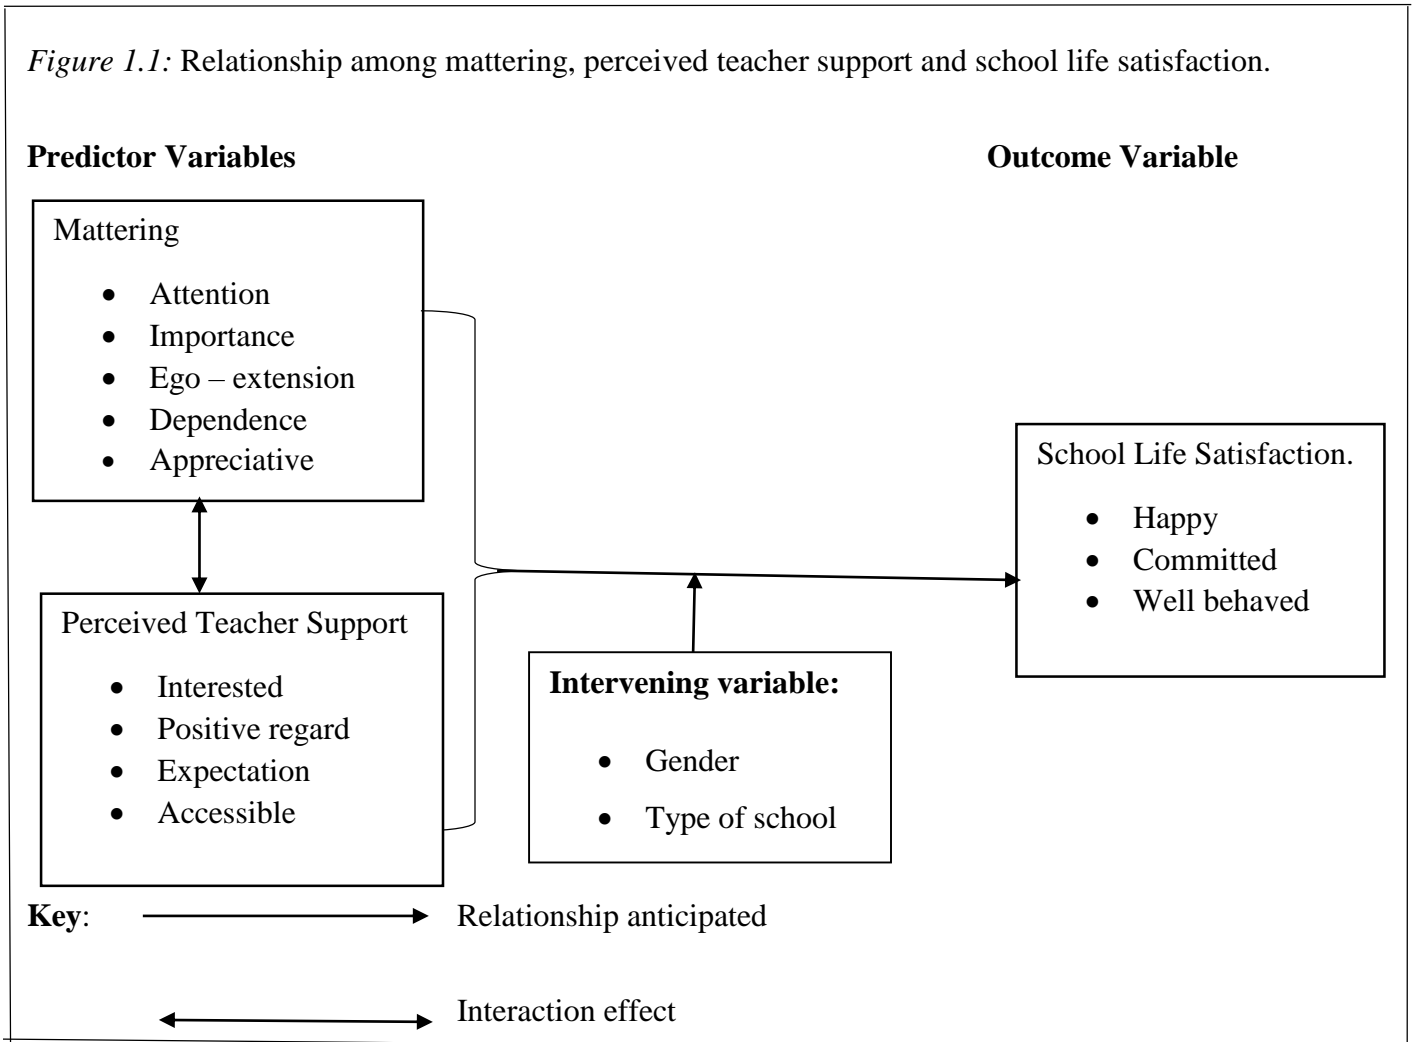 Figure 1.1: Relationship among mattering, perceived teacher support and school life satisfaction.
Predictor Variables
Outcome Variable
Mattering
• Attention
• Importance
• Ego – extension
• Dependence
• Appreciative
Perceived Teacher Support
• Interested
• Positive regard
• Expectation
• Accessible
Intervening variable:
• Gender
• Type of school
School Life Satisfaction.
• Happy
• Committed
• Well behaved
Key:
Relationship anticipated
Interaction effect